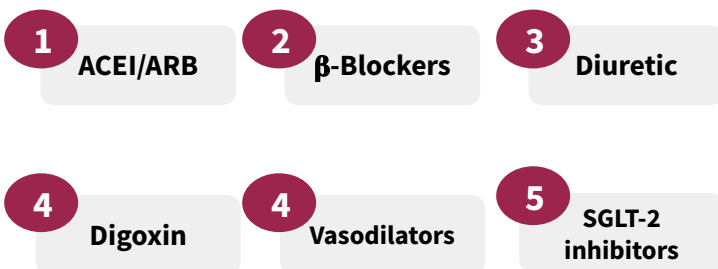 1
ACEI/ARB
2
β-Blockers
3
Diuretic
4
Digoxin
4
Vasodilators
5
SGLT-2
inhibitors